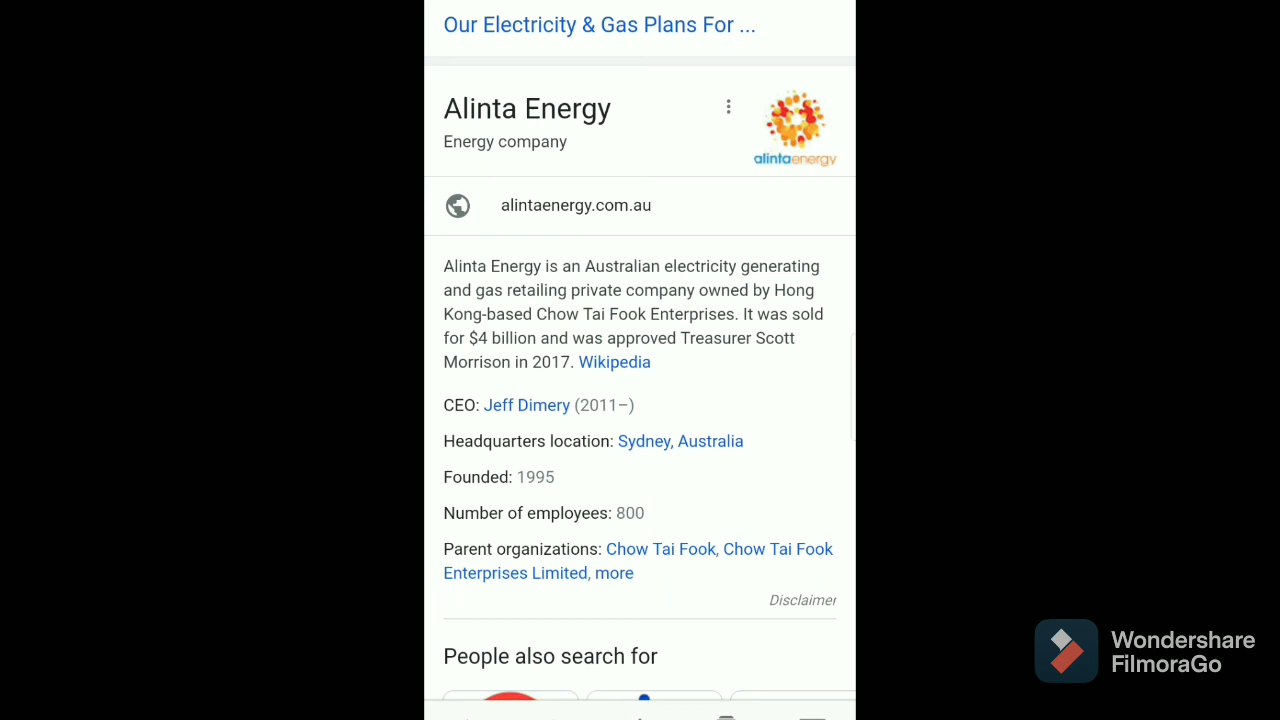 Our Electricity & Gas Plans For ...
Alinta Energy
Energy company
alintaenergy
alintaenergy.com.au
Alinta Energy is an Australian electricity generating
and gas retailing private company owned by Hong
Kong-based Chow Tai Fook Enterprises. It was sold
for $4 billion and was approved Treasurer Scott
Morrison in 2017. Wikipedia
CEO: Jeff Dimery (2011–)
Headquarters location: Sydney, Australia
Founded: 1995
Number of employees: 800
Parent organizations: Chow Tai Fook, Chow Tai Fook
Enterprises Limited, more
Disclaimer
People also search for
Wondershare
FilmoraGo